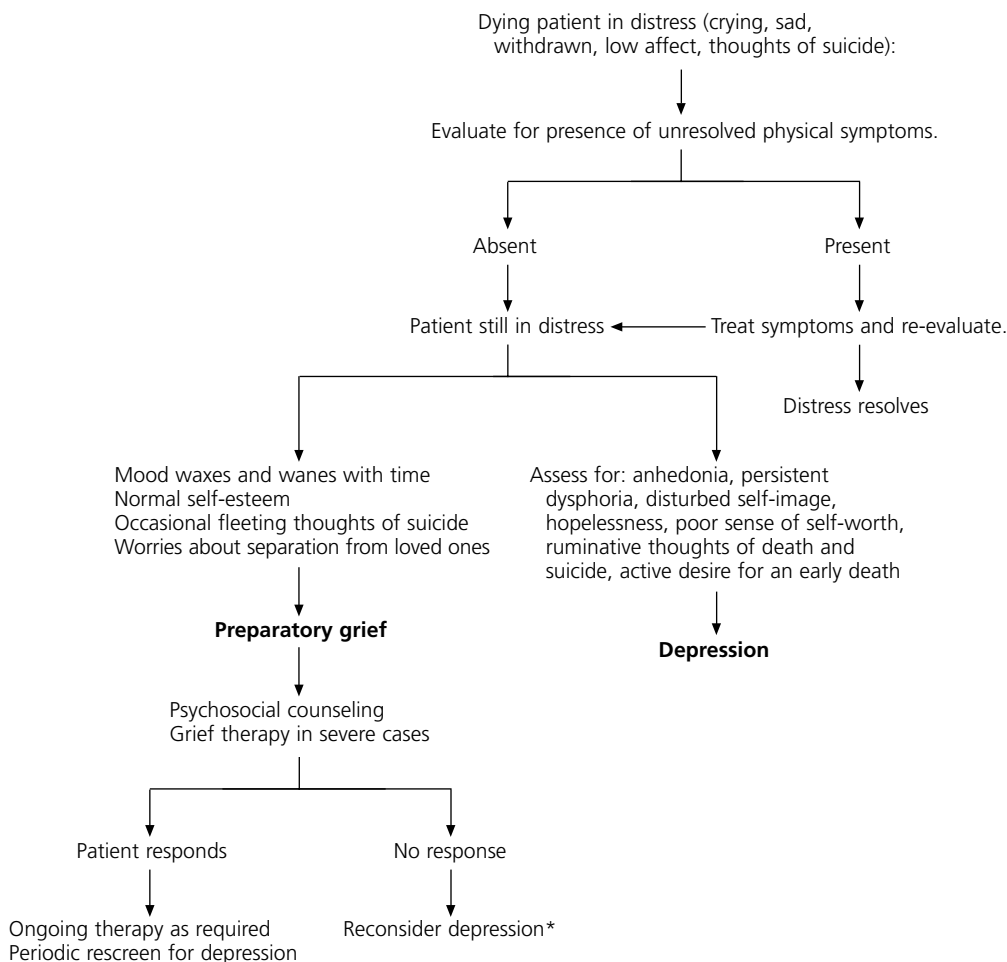 Dying patient in distress (crying, sad,
withdrawn, low affect, thoughts of suicide):
Evaluate for presence of unresolved physical symptoms.
Absent
Present
Patient still in distress
Treat symptoms and re-evaluate.
Distress resolves
Mood waxes and wanes with time
Normal self-esteem
Occasional fleeting thoughts of suicide
Worries about separation from loved ones
Assess for: anhedonia, persistent
dysphoria, disturbed self-image,
hopelessness, poor sense of self-worth,
ruminative thoughts of death and
suicide, active desire for an early death
Preparatory grief
Depression
Psychosocial counseling
Grief therapy in severe cases
Patient responds
No response
Ongoing therapy as required
Periodic rescreen for depression
Reconsider depression*